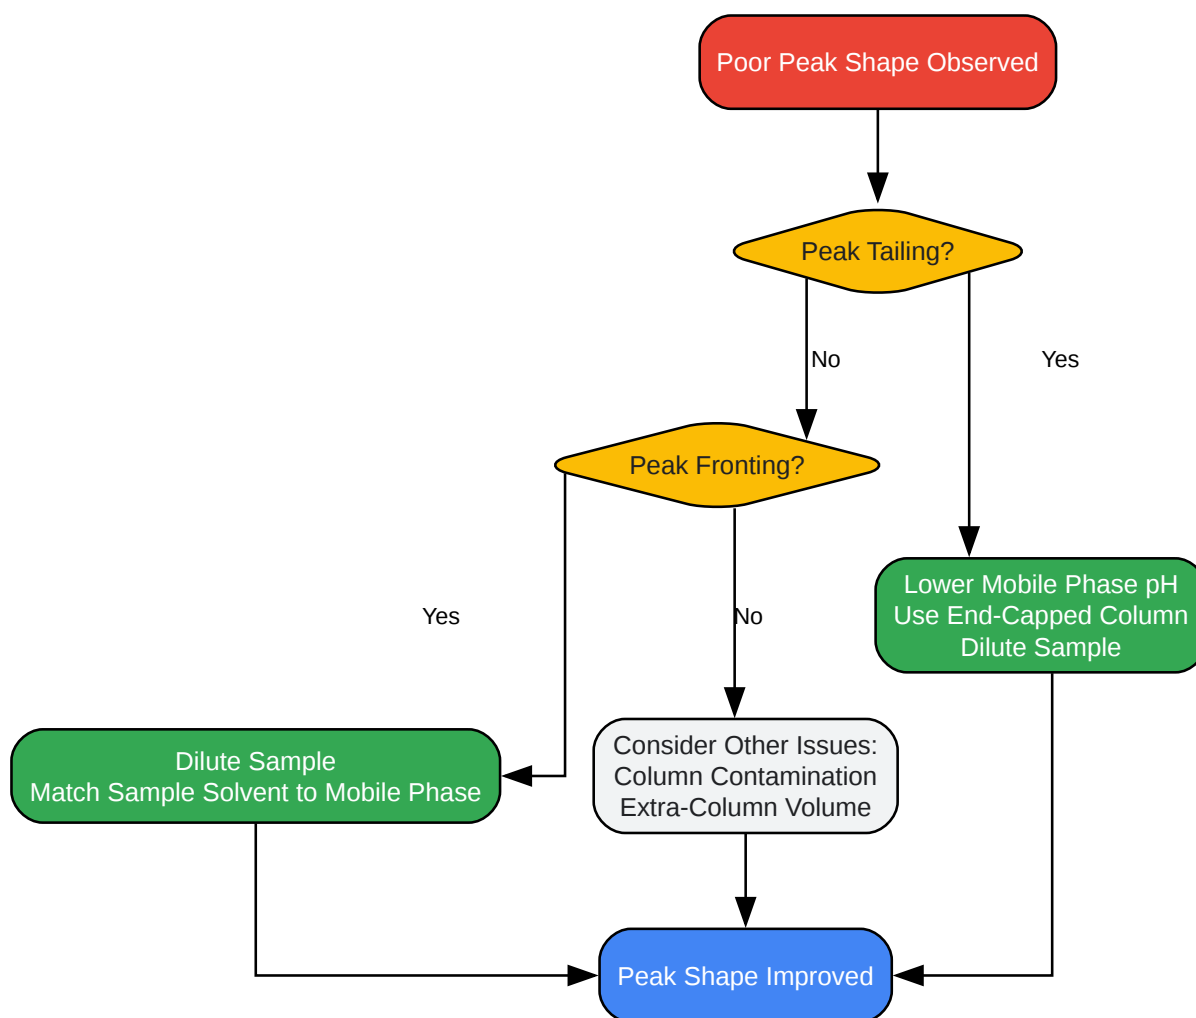 Poor Peak Shape Observed
Peak Tailing?
No
Yes
Peak Fronting?
Lower Mobile Phase pH
Use End-Capped Column
Dilute Sample
Yes
No
Dilute Sample
Match Sample Solvent to Mobile Phase
Consider Other Issues:
Column Contamination
Extra-Column Volume
Peak Shape Improved